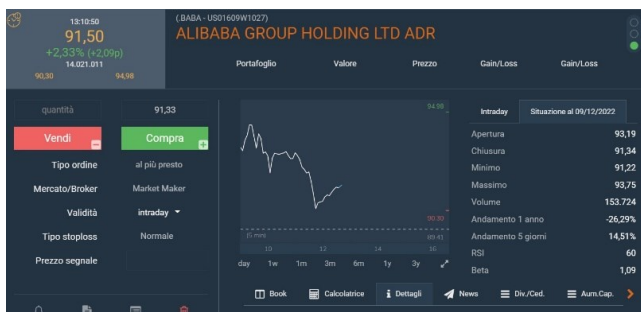 13:10:50
91,50
+2,33% (+2,09p)
14.021.011
90,30 94,98
(.BABA - US01609W1027)
ALIBABA GROUP HOLDING LTD ADR
Portafoglio Valore Prezzo Gain/Loss Gain/Loss
quantità 91,33
Vendi Compra
Tipo ordine al più presto
Mercato/Broker Market Maker
Validità intraday
Tipo stoploss Normale
Prezzo segnale
94.98
90.30
(5 min) 89.41
10 12 14 16
day 1w 1m 3m 6m 1y 3y
Intraday Situazione al 09/12/2022
Apertura 93,19
Chiusura 91,34
Minimo 91,22
Massimo 93,75
Volume 153.724
Andamento 1 anno -26,29%
Andamento 5 giorni 14,51%
RSI 60
Beta 1,09
Book Calcolatrice Dettagli News Div./Ced. Aum.Cap.